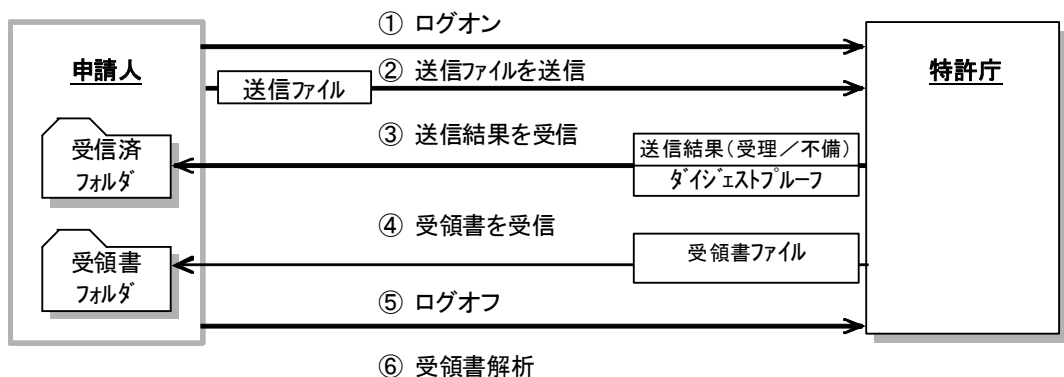 ① ログオン
申請人
特許庁
② 送信ファイルを送信
送信ファイル
③ 送信結果を受信
受信済
フォルダ
送信結果(受理/不備)
ダイジェストプルーフ
④ 受領書を受信
受領書
フォルダ
受領書ファイル
⑤ ログオフ
⑥ 受領書解析